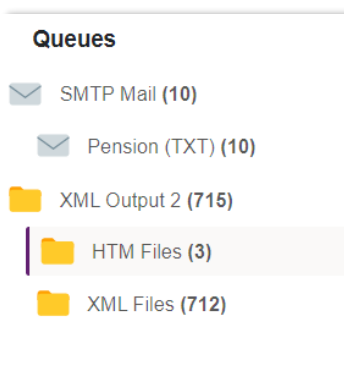 Queues
SMTP Mail (10)
Pension (TXT) (10)
XML Output 2 (715)
HTM Files (3)
XML Files (712)